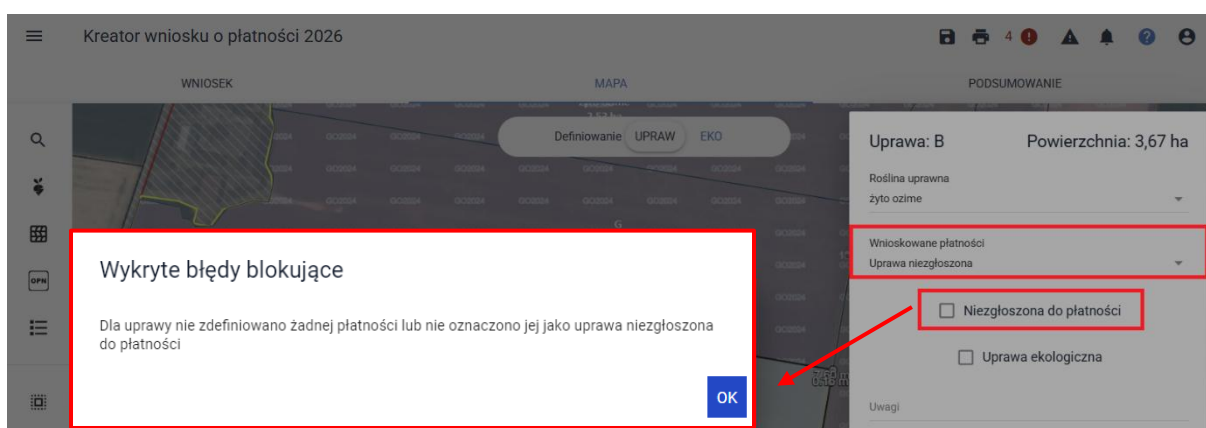 Kreator wniosku o płatności 2026
4
WNIOSEK
MAPA
PODSUMOWANIE
Definiowanie UPRAW EKO
Uprawa: B Powierzchnia: 3,67 ha
Roślina uprawna
żyto ozime
Wnioskowane płatności
Uprawa niezgłoszona
Niezgłoszona do płatności
Uprawa ekologiczna
Uwagi
OPN
G
Wykryte błędy blokujące
Dla uprawy nie zdefiniowano żadnej płatności lub nie oznaczono jej jako uprawa niezgłoszona
do płatności
OK